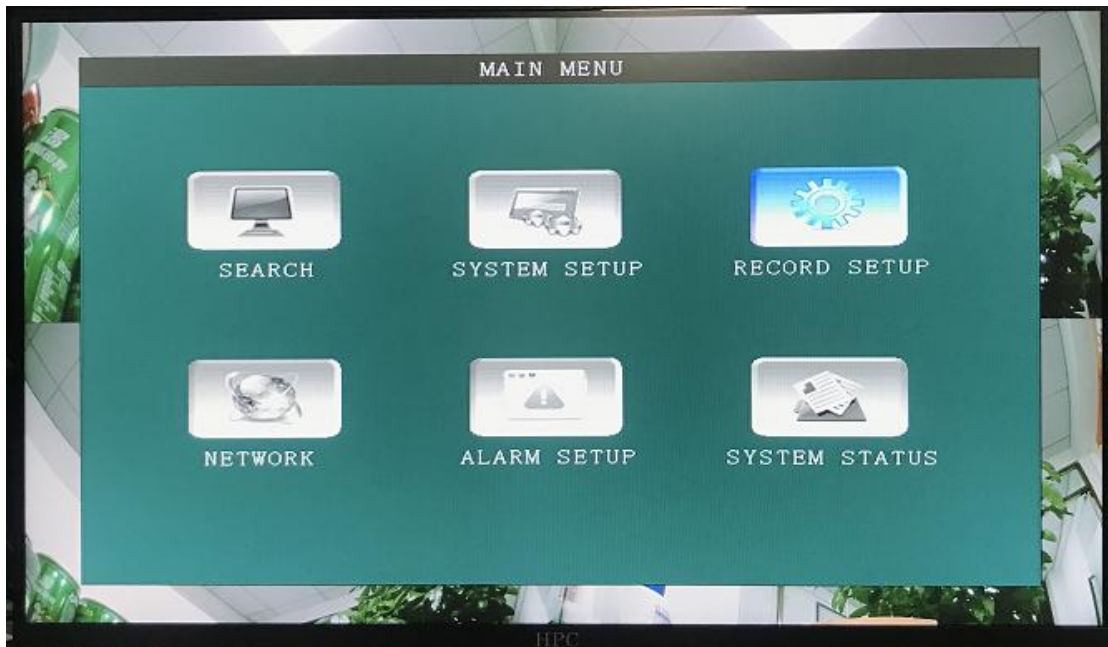 MAIN MENU
SEARCH
SYSTEM SETUP
RECORD SETUP
NETWORK
ALARM SETUP
SYSTEM STATUS
HPC